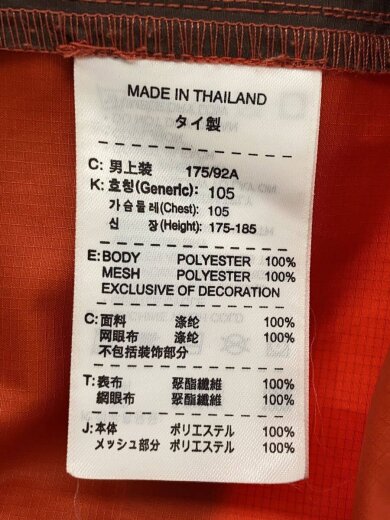 MADE IN THAILAND
タイ製
C: 男上装 175/92A
K: 호칭(Generic): 105
가슴둘레(Chest): 105
신 장(Height): 175-185
E: BODY POLYESTER 100%
MESH POLYESTER 100%
EXCLUSIVE OF DECORATION
C: 面料 涤纶 100%
网眼布 涤纶 100%
不包括装饰部分
T: 表布 聚酯纖維 100%
網眼布 聚酯纖維 100%
J: 本体 ポリエステル 100%
メッシュ部分 ポリエステル 100%